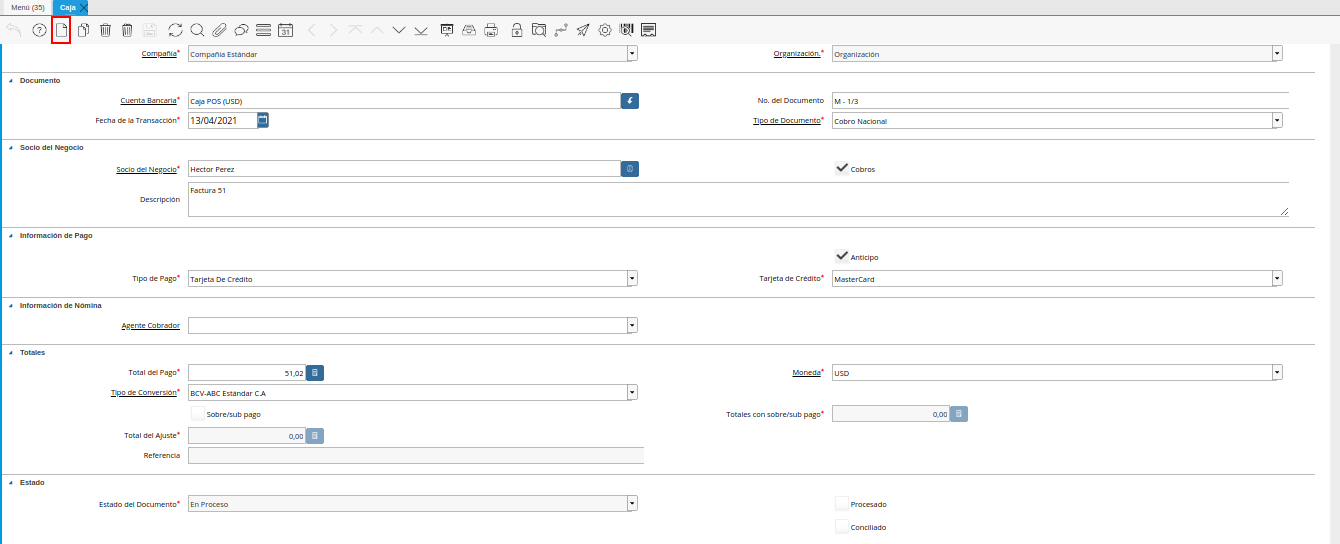 Menú (35) Caja
31
Compañía* Compañía Estándar Organización.* Organización
Documento
Cuenta Bancaria* Caja POS (USD) No. del Documento M - 1/3
Fecha de la Transacción* 13/04/2021 Tipo de Documento* Cobro Nacional
Socio del Negocio
Socio del Negocio* Hector Perez Cobros
Descripción Factura 51
Información de Pago
Anticipo
Tipo de Pago* Tarjeta De Crédito Tarjeta de Crédito* MasterCard
Información de Nómina
Agente Cobrador
Totales
Total del Pago* 51,02 Moneda* USD
Tipo de Conversión* BCV-ABC Estándar C.A
Sobre/sub pago Totales con sobre/sub pago* 0,00
Total del Ajuste* 0,00
Referencia
Estado
Estado del Documento* En Proceso Procesado
Conciliado